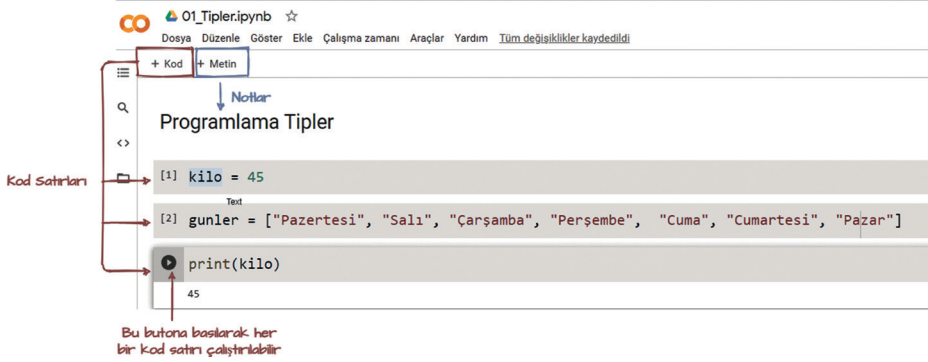 01_Tipler.ipynb
Dosya Düzenle Göster Ekle Çalışma zamanı Araçlar Yardım Tüm değişiklikler kaydedildi
+ Kod + Metin
Notlar
Programlama Tipler
Kod Satırları
[1] kilo = 45
Text
[2] gunler = ["Pazertesi", "Salı", "Çarşamba", "Perşembe", "Cuma", "Cumartesi", "Pazar"]
print(kilo)
45
Bu butona basılarak her
bir kod satırı çalıştırılabilir